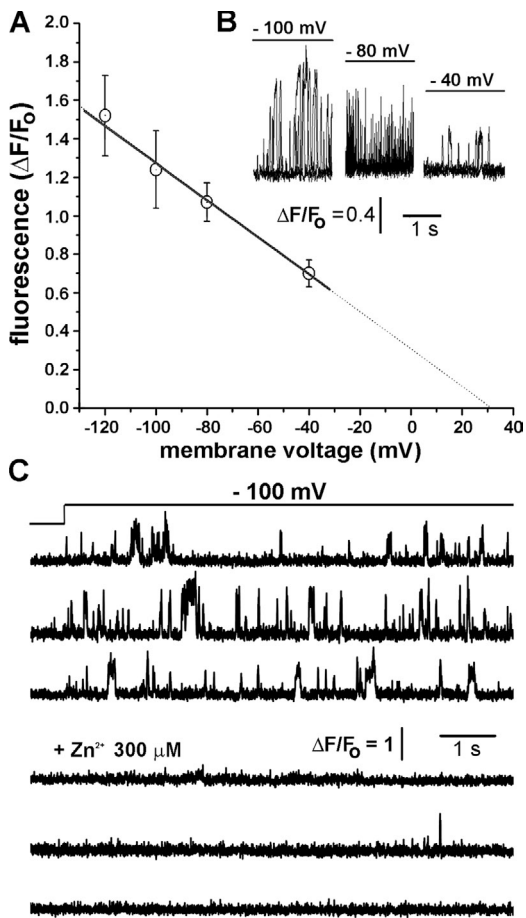 A
B
2.0
1.8
1.6
1.4
1.2
1.0
0.8
0.6
0.4
0.2
0.0
fluorescence (ΔF/Fo)
-120 -100 -80 -60 -40 -20 0 20 40
membrane voltage (mV)
- 100 mV
- 80 mV
- 40 mV
ΔF/Fo = 0.4
1 s
C
- 100 mV
+ Zn²⁺ 300 μM
ΔF/Fo = 1
1 s